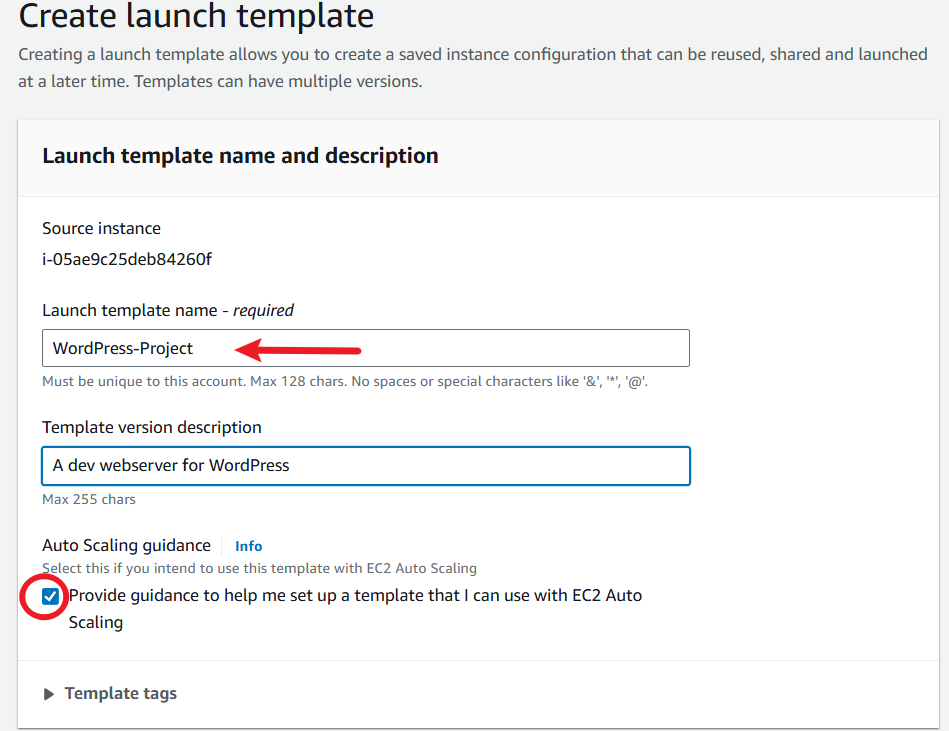 Create launch template
Creating a launch template allows you to create a saved instance configuration that can be reused, shared and launched
at a later time. Templates can have multiple versions.
Launch template name and description
Source instance
i-05ae9c25deb84260f
Launch template name - required
WordPress-Project
Must be unique to this account. Max 128 chars. No spaces or special characters like '&', '*', '@'.
Template version description
A dev webserver for WordPress
Max 255 chars
Auto Scaling guidance Info
Select this if you intend to use this template with EC2 Auto Scaling
Provide guidance to help me set up a template that I can use with EC2 Auto
Scaling
Template tags